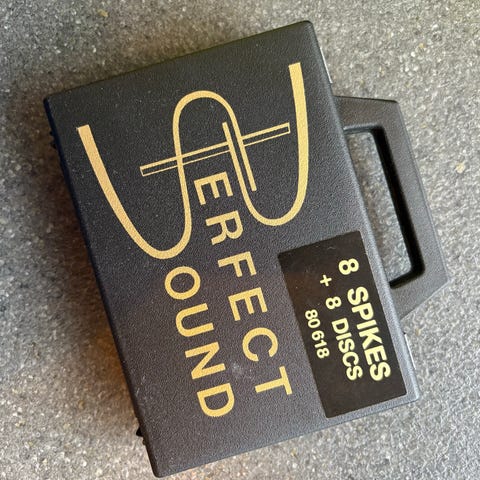 PERFECT
SOUND
8 SPIKES
+ 8 DISCS
80 618